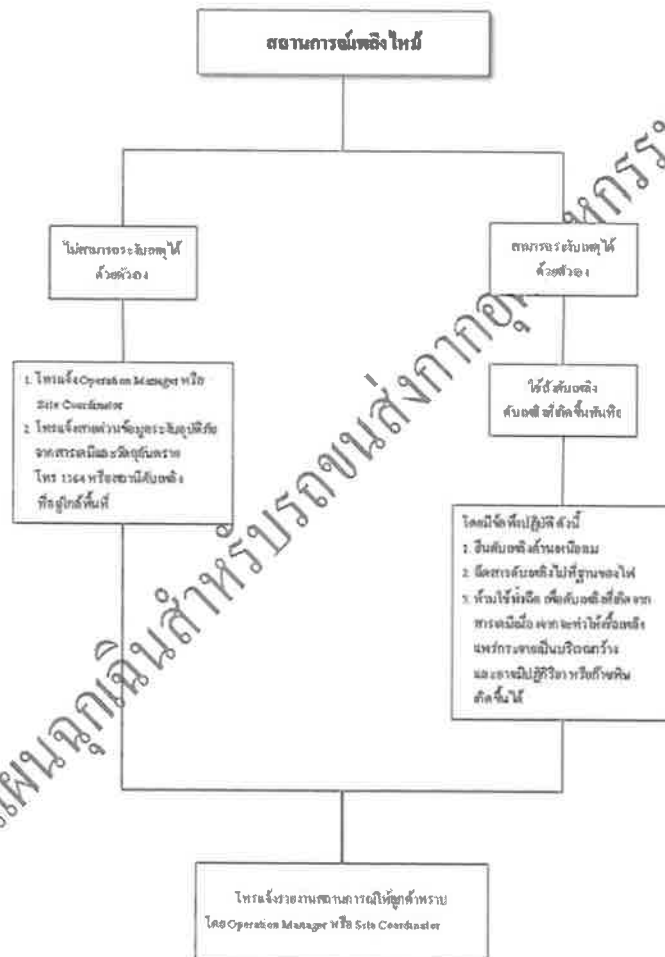 สถานการณ์เพลิงไหม้
ไม่สามารถระงับเหตุได้
ด้วยตัวเอง
1. โทรแจ้ง Operation Manager หรือ
Site Coordinator
2. โทรแจ้งสายด่วนข้อมูลระงับอุบัติภัย
จากสารเคมีและวัตถุอันตราย
โทร 1564 หรือสถานีดับเพลิง
ที่อยู่ใกล้พื้นที่
สามารถระงับเหตุได้
ด้วยตัวเอง
ใช้ถังดับเพลิง
ดับเพลิงที่เกิดขึ้นทันที
โดยมีข้อพึงปฏิบัติ ดังนี้
1. ยืนดับเพลิงด้านเหนือลม
2. ฉีดสารดับเพลิงไปที่ฐานของไฟ
3. ห้ามใช้น้ำฉีด เพื่อดับเพลิงที่เกิดจาก
สารเคมีเนื่องจากจะทำให้เชื้อเพลิง
แพร่กระจายเป็นบริเวณกว้าง
และอาจมีปฏิกิริยา หรือก๊าซพิษ
เกิดขึ้นได้
โทรแจ้งรายงานสถานการณ์ให้ลูกค้าทราบ
โดย Operation Manager หรือ Site Coordinator
แผนฉุกเฉินสำหรับรถขนส่งกากอุตสาหกรรม